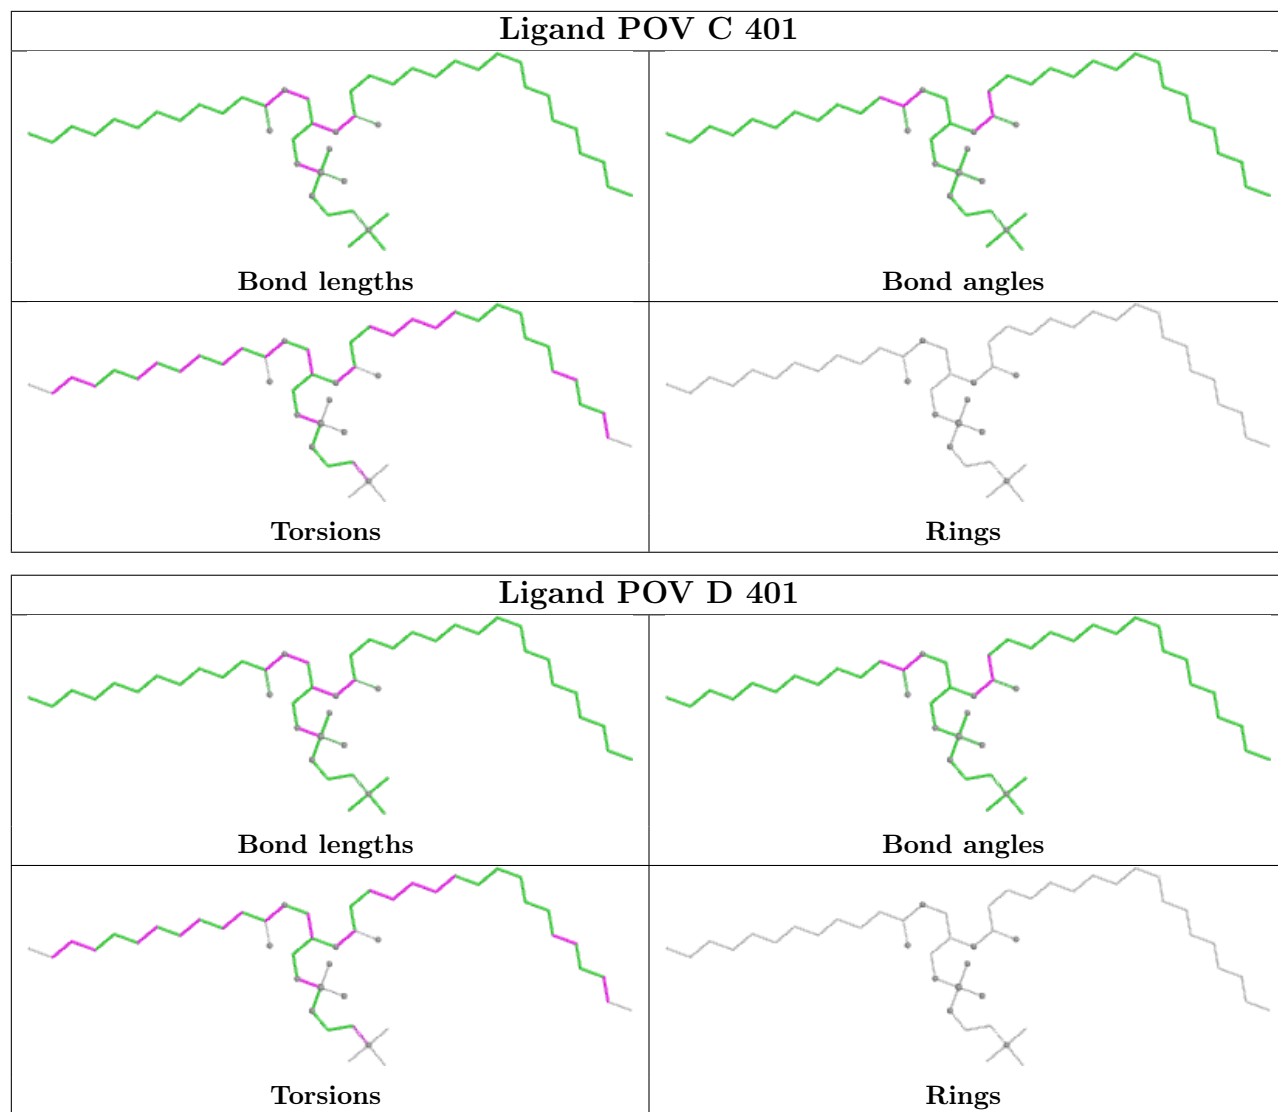 Ligand POV C 401
Bond lengths
Bond angles
Torsions
Rings
Ligand POV D 401
Bond lengths
Bond angles
Torsions
Rings